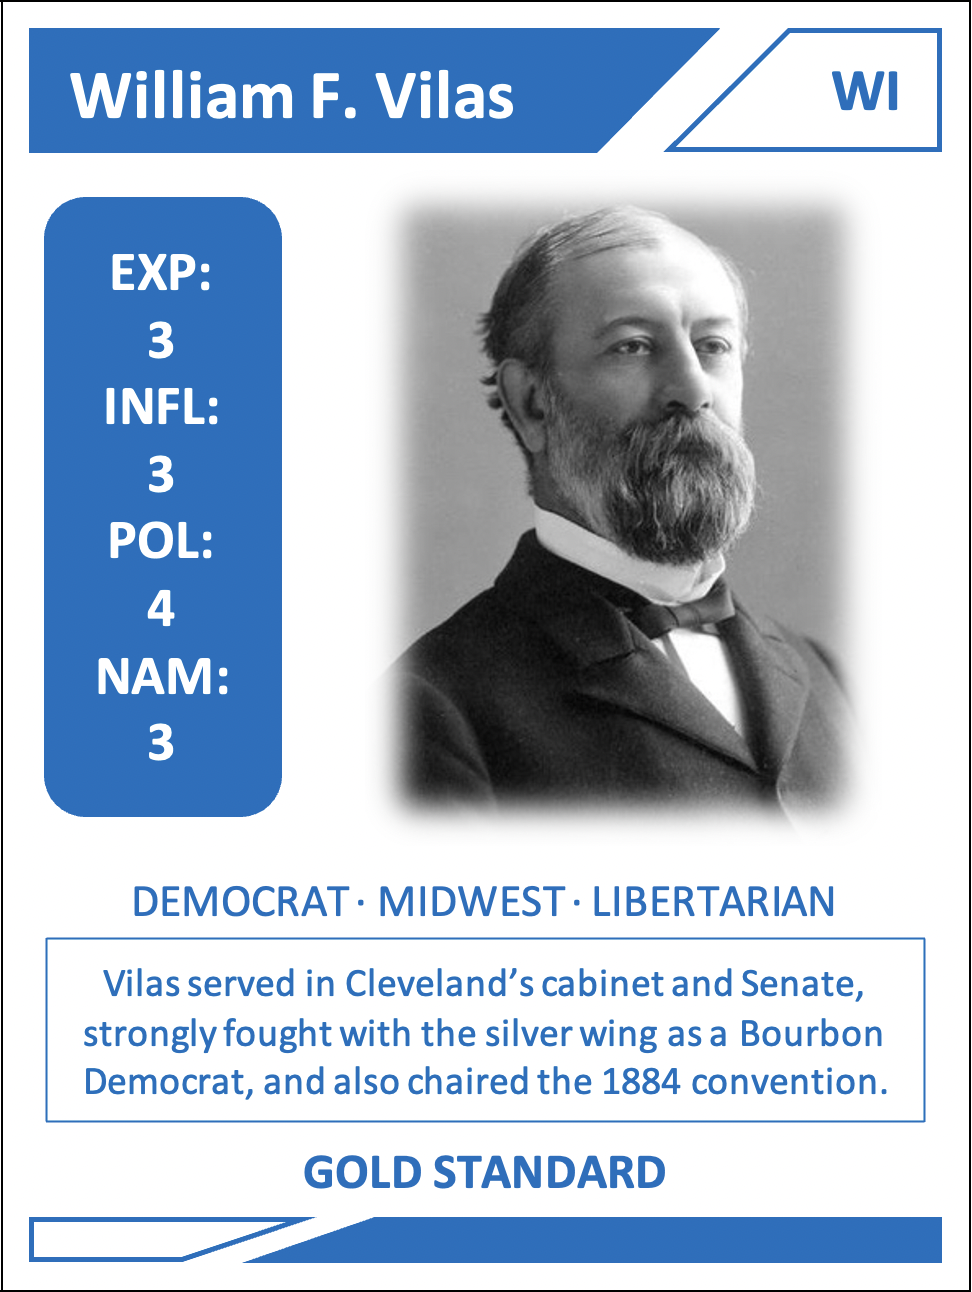 William F. Vilas
WI
EXP:
3
INFL:
3
POL:
4
NAM:
3
DEMOCRAT · MIDWEST · LIBERTARIAN
Vilas served in Cleveland’s cabinet and Senate,
strongly fought with the silver wing as a Bourbon
Democrat, and also chaired the 1884 convention.
GOLD STANDARD